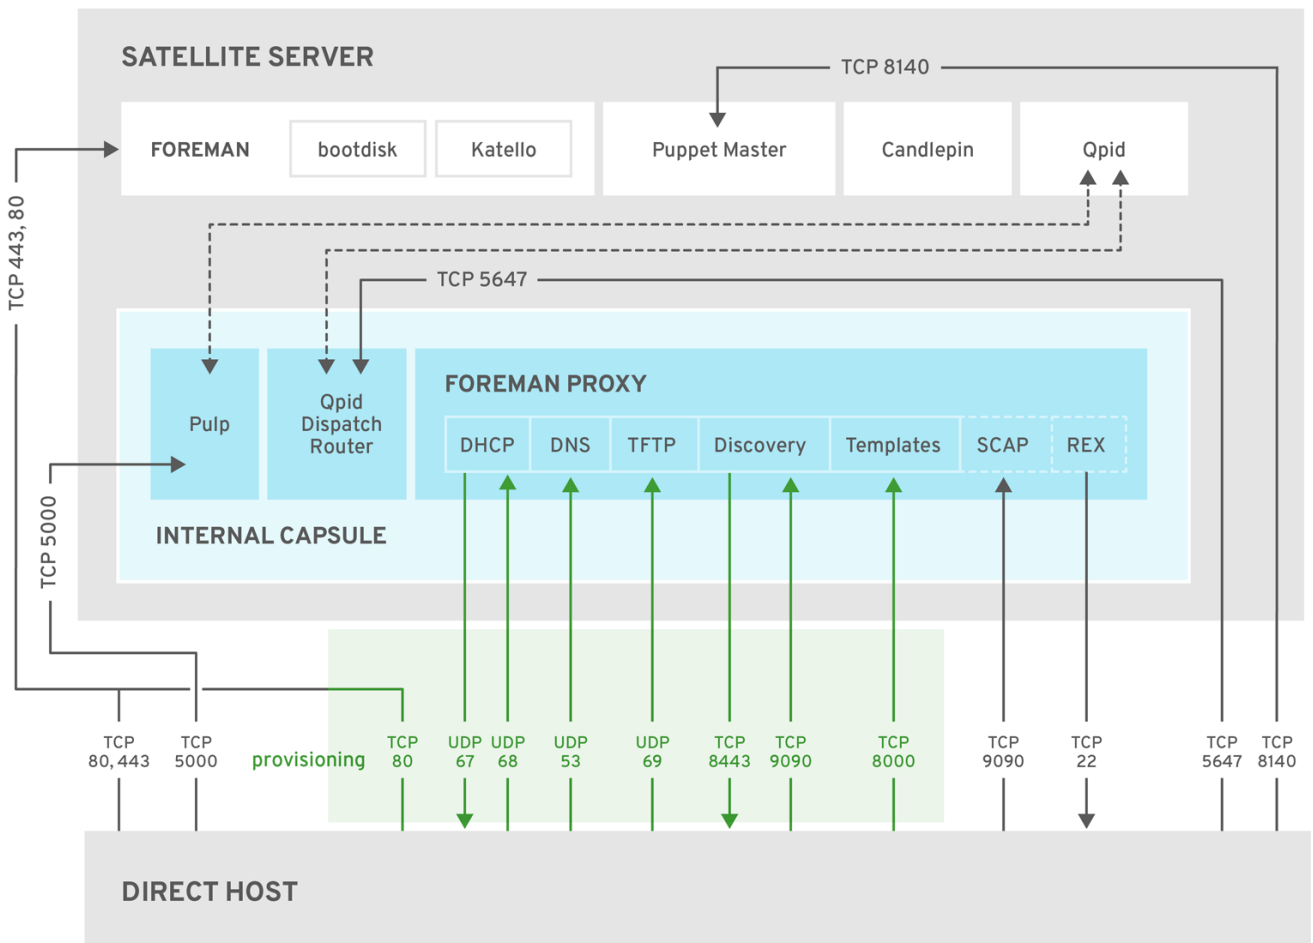 SATELLITE SERVER
TCP 8140
FOREMAN
bootdisk
Katello
Puppet Master
Candlepin
Qpid
TCP 443, 80
TCP 5647
Pulp
Qpid
Dispatch
Router
FOREMAN PROXY
DHCP
DNS
TFTP
Discovery
Templates
SCAP
REX
INTERNAL CAPSULE
TCP 5000
TCP
80, 443
TCP
5000
provisioning
TCP
80
UDP
67
UDP
68
UDP
53
UDP
69
TCP
8443
TCP
9090
TCP
8000
TCP
9090
TCP
22
TCP
5647
TCP
8140
DIRECT HOST